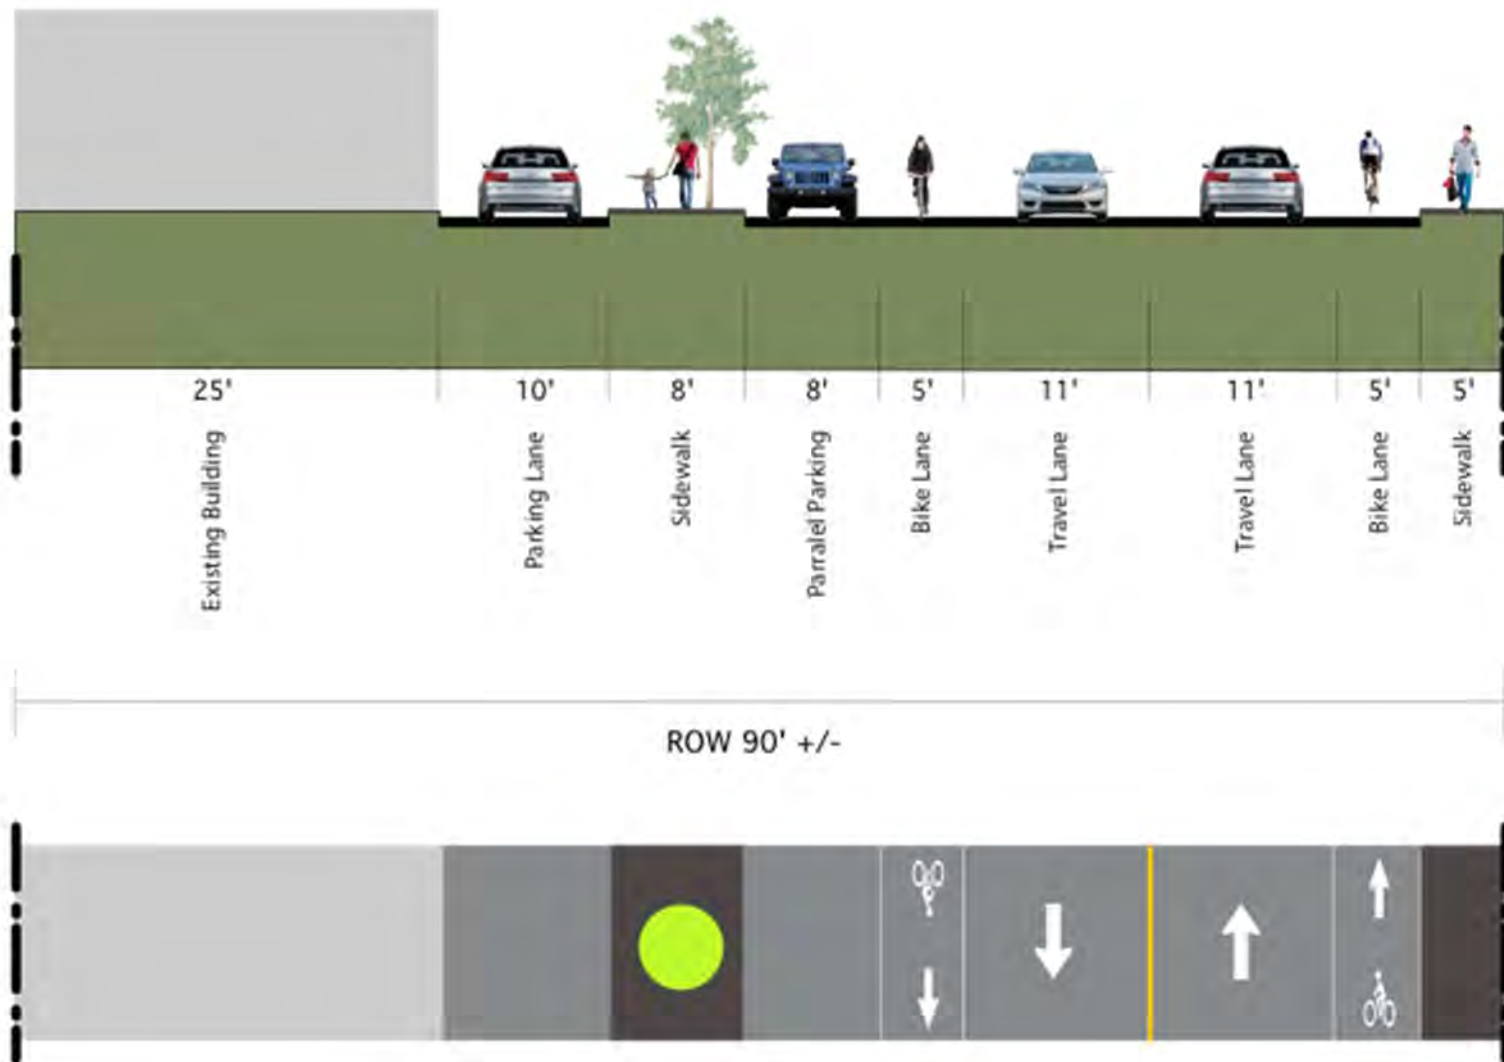 25'
10'
8'
8'
5'
11'
11'
5'
5'
Existing Building
Parking Lane
Sidewalk
Parralel Parking
Bike Lane
Travel Lane
Travel Lane
Bike Lane
Sidewalk
ROW 90' +/-